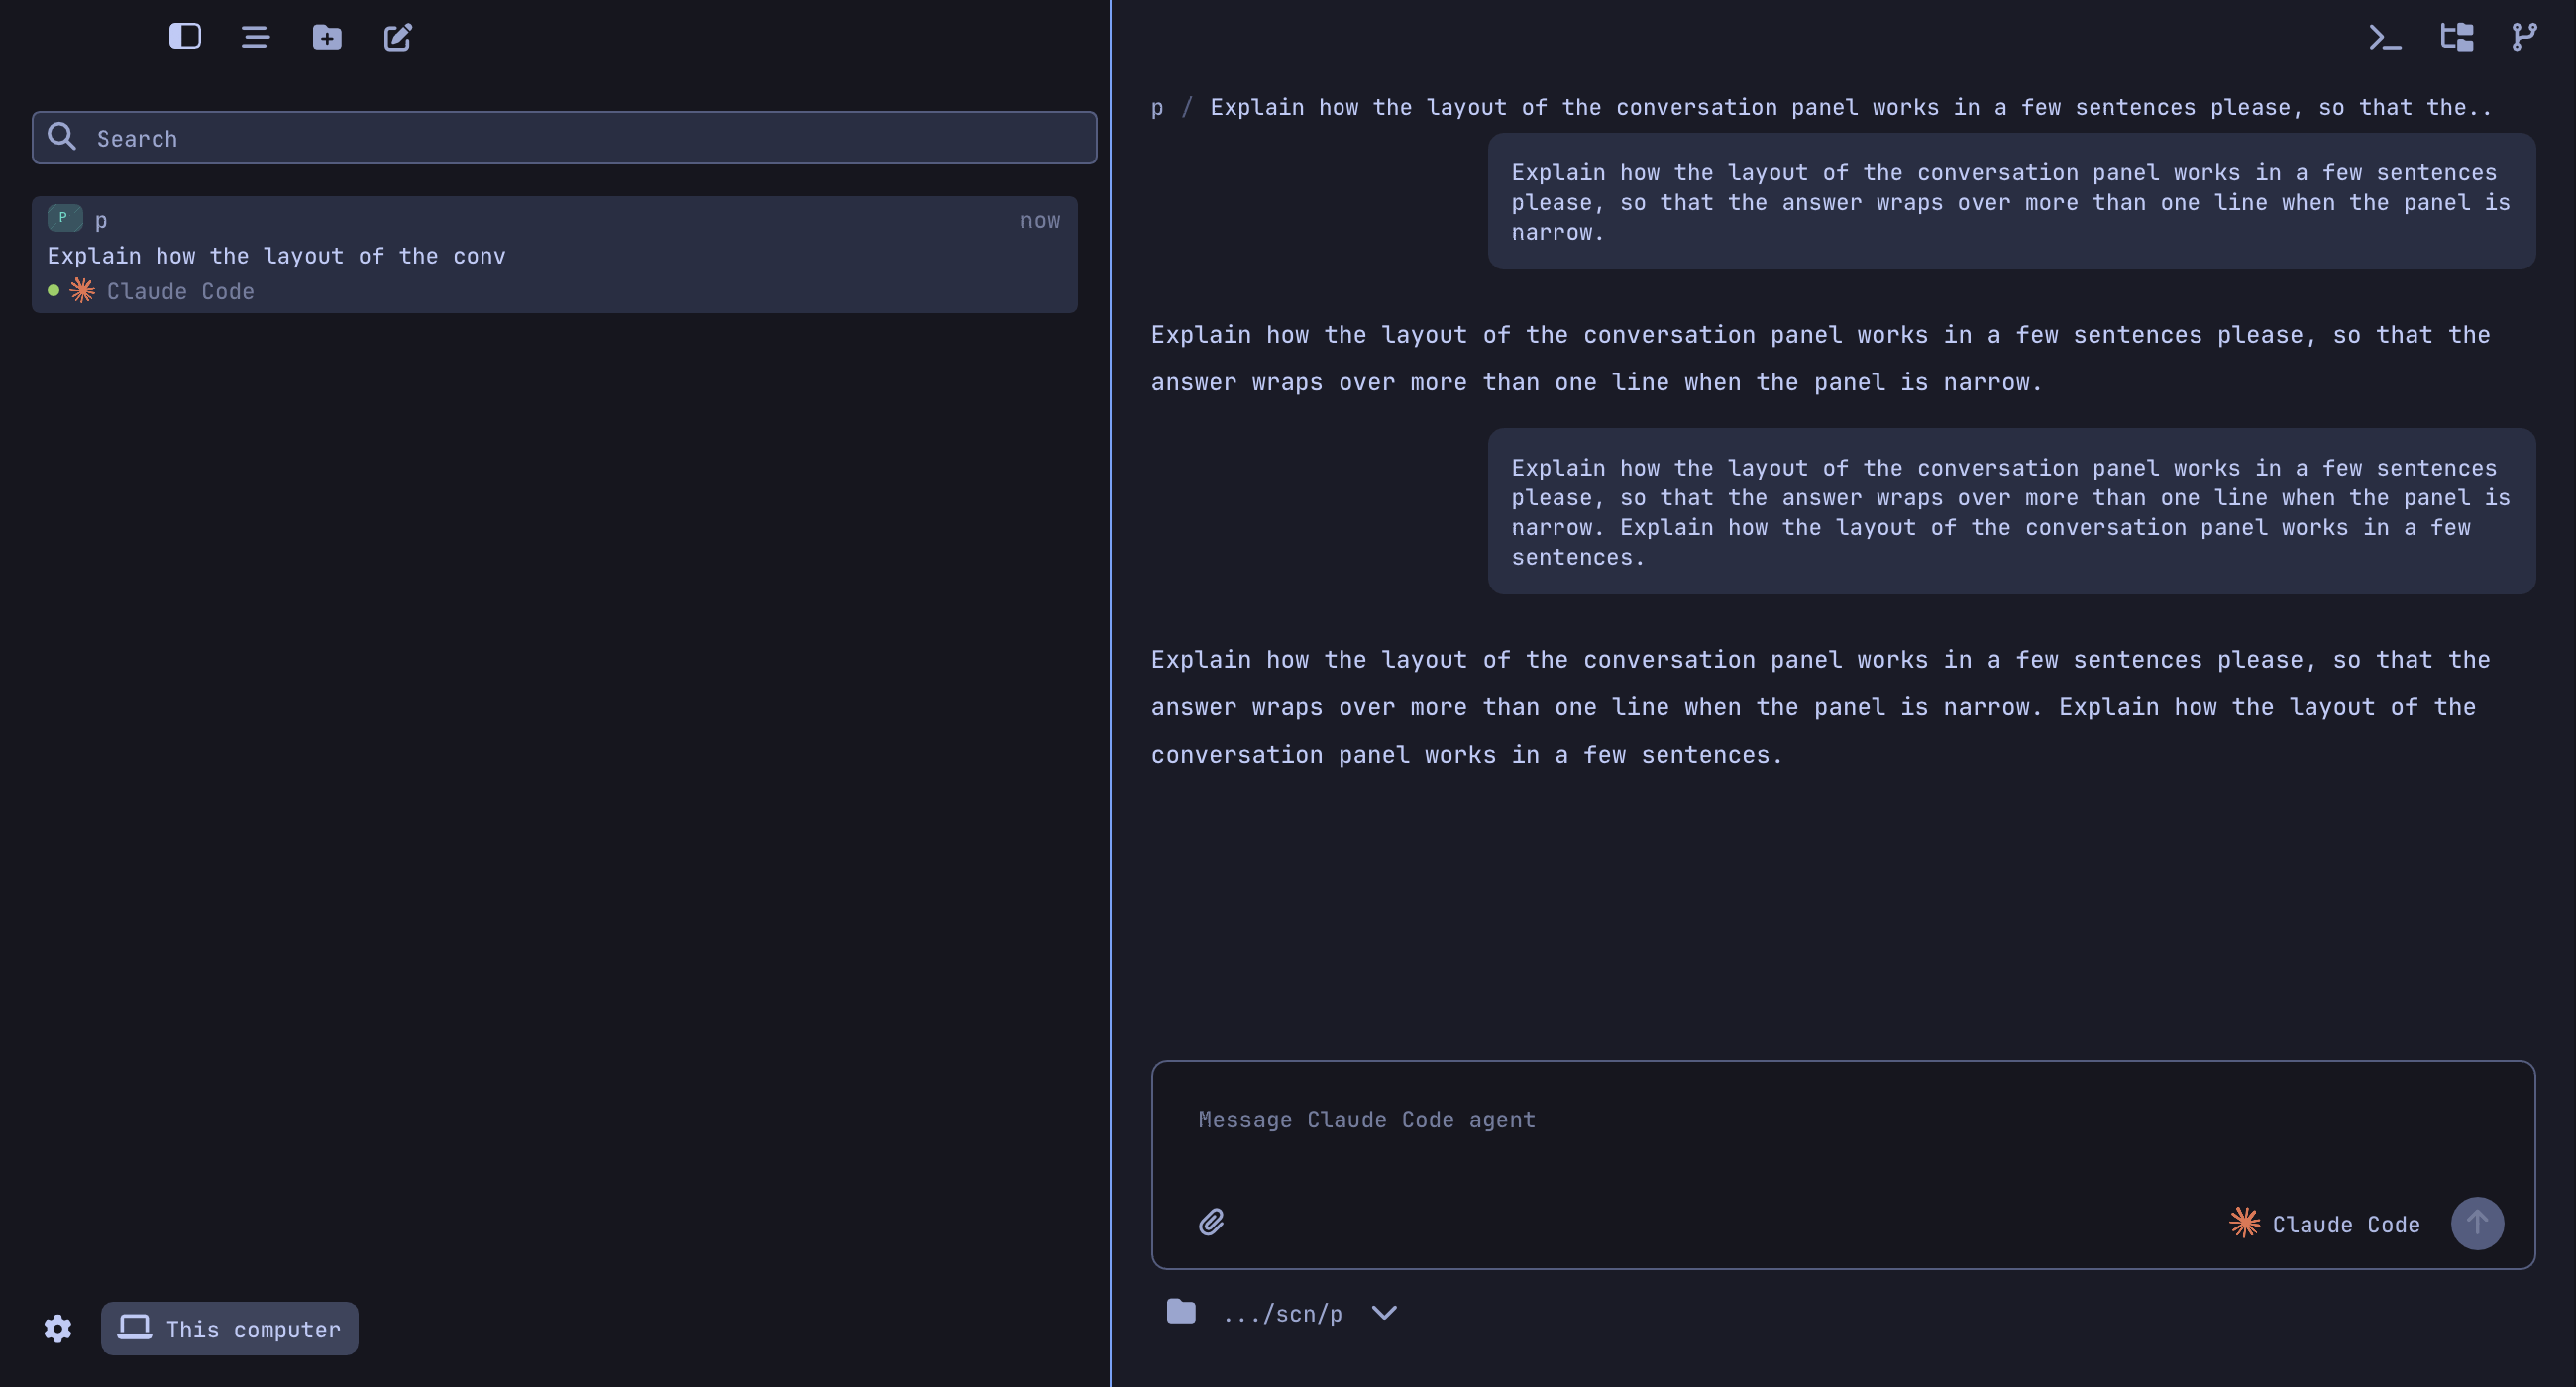 Search
P p now
Explain how the layout of the conv
Claude Code
This computer
p / Explain how the layout of the conversation panel works in a few sentences please, so that the..
Explain how the layout of the conversation panel works in a few sentences
please, so that the answer wraps over more than one line when the panel is
narrow.
Explain how the layout of the conversation panel works in a few sentences please, so that the
answer wraps over more than one line when the panel is narrow.
Explain how the layout of the conversation panel works in a few sentences
please, so that the answer wraps over more than one line when the panel is
narrow. Explain how the layout of the conversation panel works in a few
sentences.
Explain how the layout of the conversation panel works in a few sentences please, so that the
answer wraps over more than one line when the panel is narrow. Explain how the layout of the
conversation panel works in a few sentences.
Message Claude Code agent
Claude Code
.../scn/p